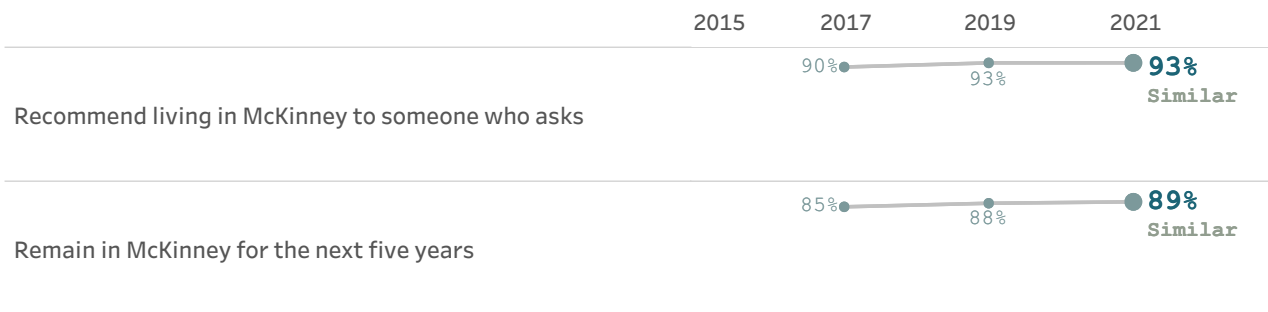 2015 2017 2019 2021
90% 93% 93%
Similar
Recommend living in McKinney to someone who asks
85% 88% 89%
Similar
Remain in McKinney for the next five years